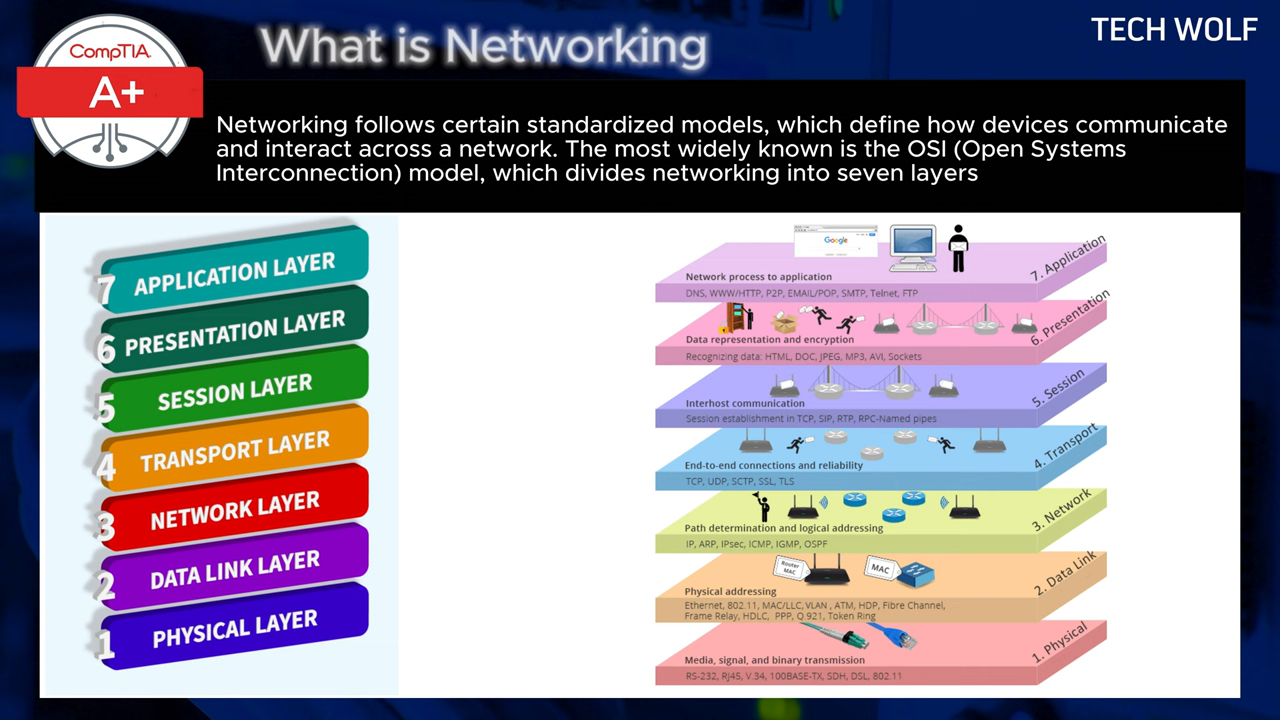 CompTIA.
A+
What is Networking
TECH WOLF
Networking follows certain standardized models, which define how devices communicate
and interact across a network. The most widely known is the OSI (Open Systems
Interconnection) model, which divides networking into seven layers
7 APPLICATION LAYER
6 PRESENTATION LAYER
5 SESSION LAYER
4 TRANSPORT LAYER
3 NETWORK LAYER
2 DATA LINK LAYER
1 PHYSICAL LAYER
Google
Network process to application
DNS, WWW/HTTP, P2P, EMAIL/POP, SMTP, Telnet, FTP
7. Application
Data representation and encryption
Recognizing data: HTML, DOC, JPEG, MP3, AVI, Sockets
6. Presentation
Interhost communication
Session establishment in TCP, SIP, RTP, RPC-Named pipes
5. Session
End-to-end connections and reliability
TCP, UDP, SCTP, SSL, TLS
4. Transport
Path determination and logical addressing
IP, ARP, IPsec, ICMP, IGMP, OSPF
3. Network
Router
MAC
MAC
Physical addressing
Ethernet, 802.11, MAC/LLC, VLAN , ATM, HDP, Fibre Channel,
Frame Relay, HDLC, PPP, Q.921, Token Ring
2. Data Link
Media, signal, and binary transmission
RS-232, RJ45, V.34, 100BASE-TX, SDH, DSL, 802.11
1. Physical